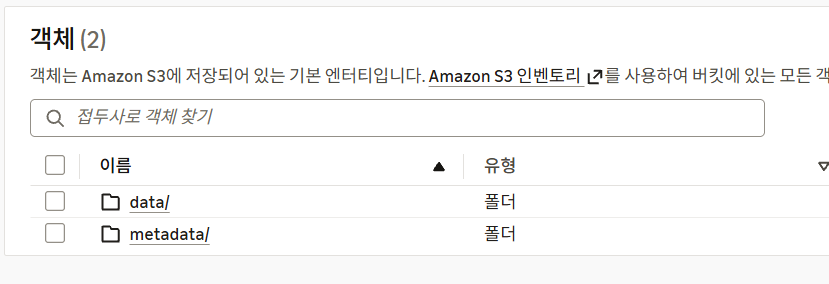 객체 (2)
객체는 Amazon S3에 저장되어 있는 기본 엔터티입니다. Amazon S3 인벤토리 를 사용하여 버킷에 있는 모든 객
접두사로 객체 찾기
이름 유형
data/ 폴더
metadata/ 폴더